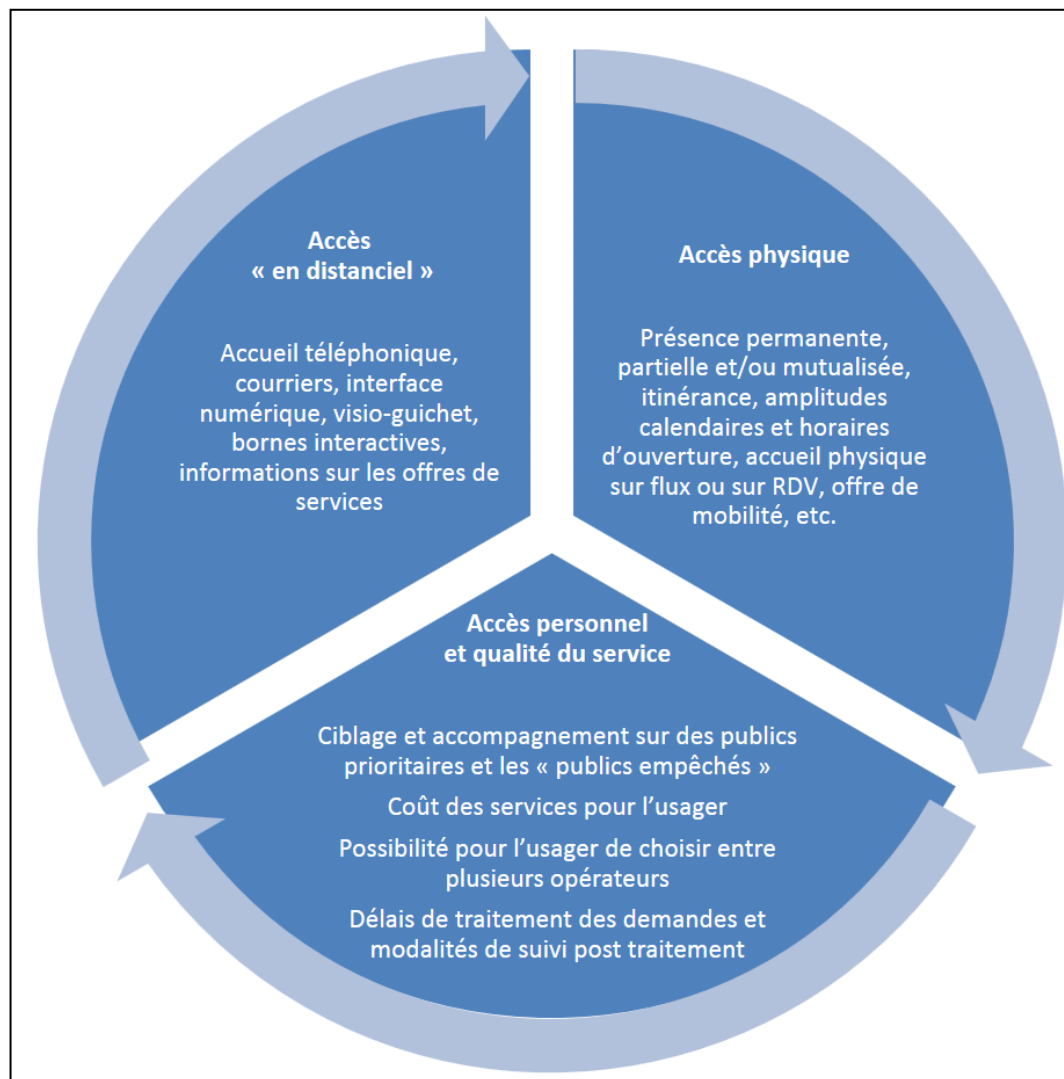 Accès
« en distanciel »
Accueil téléphonique,
courriers, interface
numérique, visio-guichet,
bornes interactives,
informations sur les offres de
services
Accès physique
Présence permanente,
partielle et/ou mutualisée,
itinérance, amplitudes
calendaires et horaires
d’ouverture, accueil physique
sur flux ou sur RDV, offre de
mobilité, etc.
Accès personnel
et qualité du service
Ciblage et accompagnement sur des publics
prioritaires et les « publics empêchés »
Coût des services pour l’usager
Possibilité pour l’usager de choisir entre
plusieurs opérateurs
Délais de traitement des demandes et
modalités de suivi post traitement